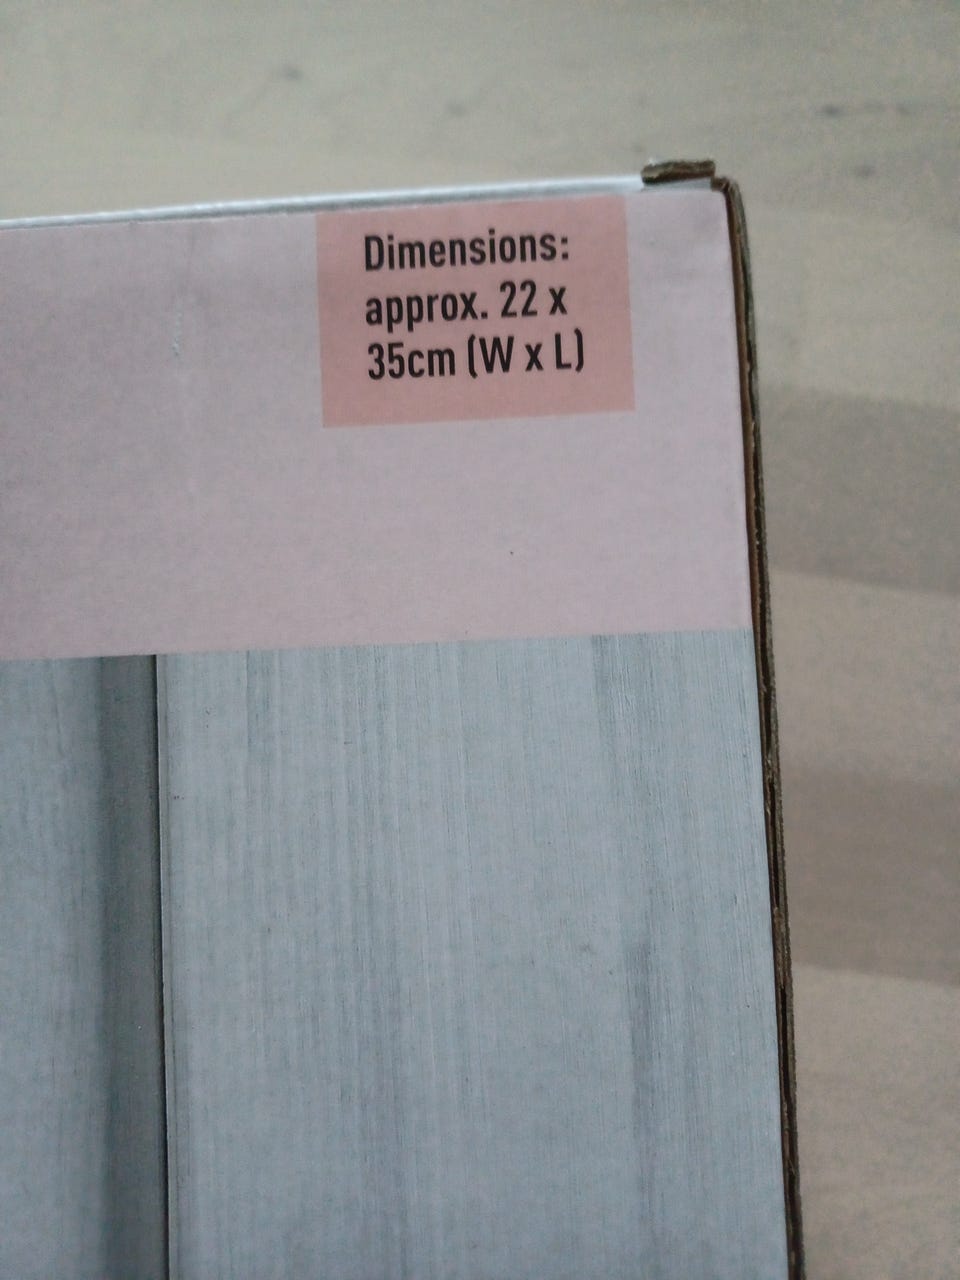 Dimensions:
approx. 22 x
35cm (W x L)